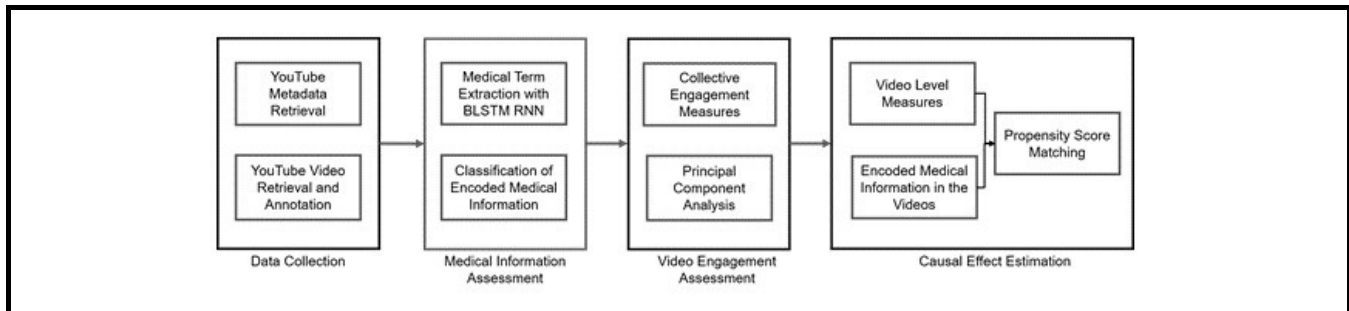 YouTube
Metadata
Retrieval
YouTube Video
Retrieval and
Annotation
Data Collection
Medical Term
Extraction with
BLSTM RNN
Classification of
Encoded Medical
Information
Medical Information
Assessment
Collective
Engagement
Measures
Principal
Component
Analysis
Video Engagement
Assessment
Video Level
Measures
Encoded Medical
Information in the
Videos
Propensity Score
Matching
Causal Effect Estimation